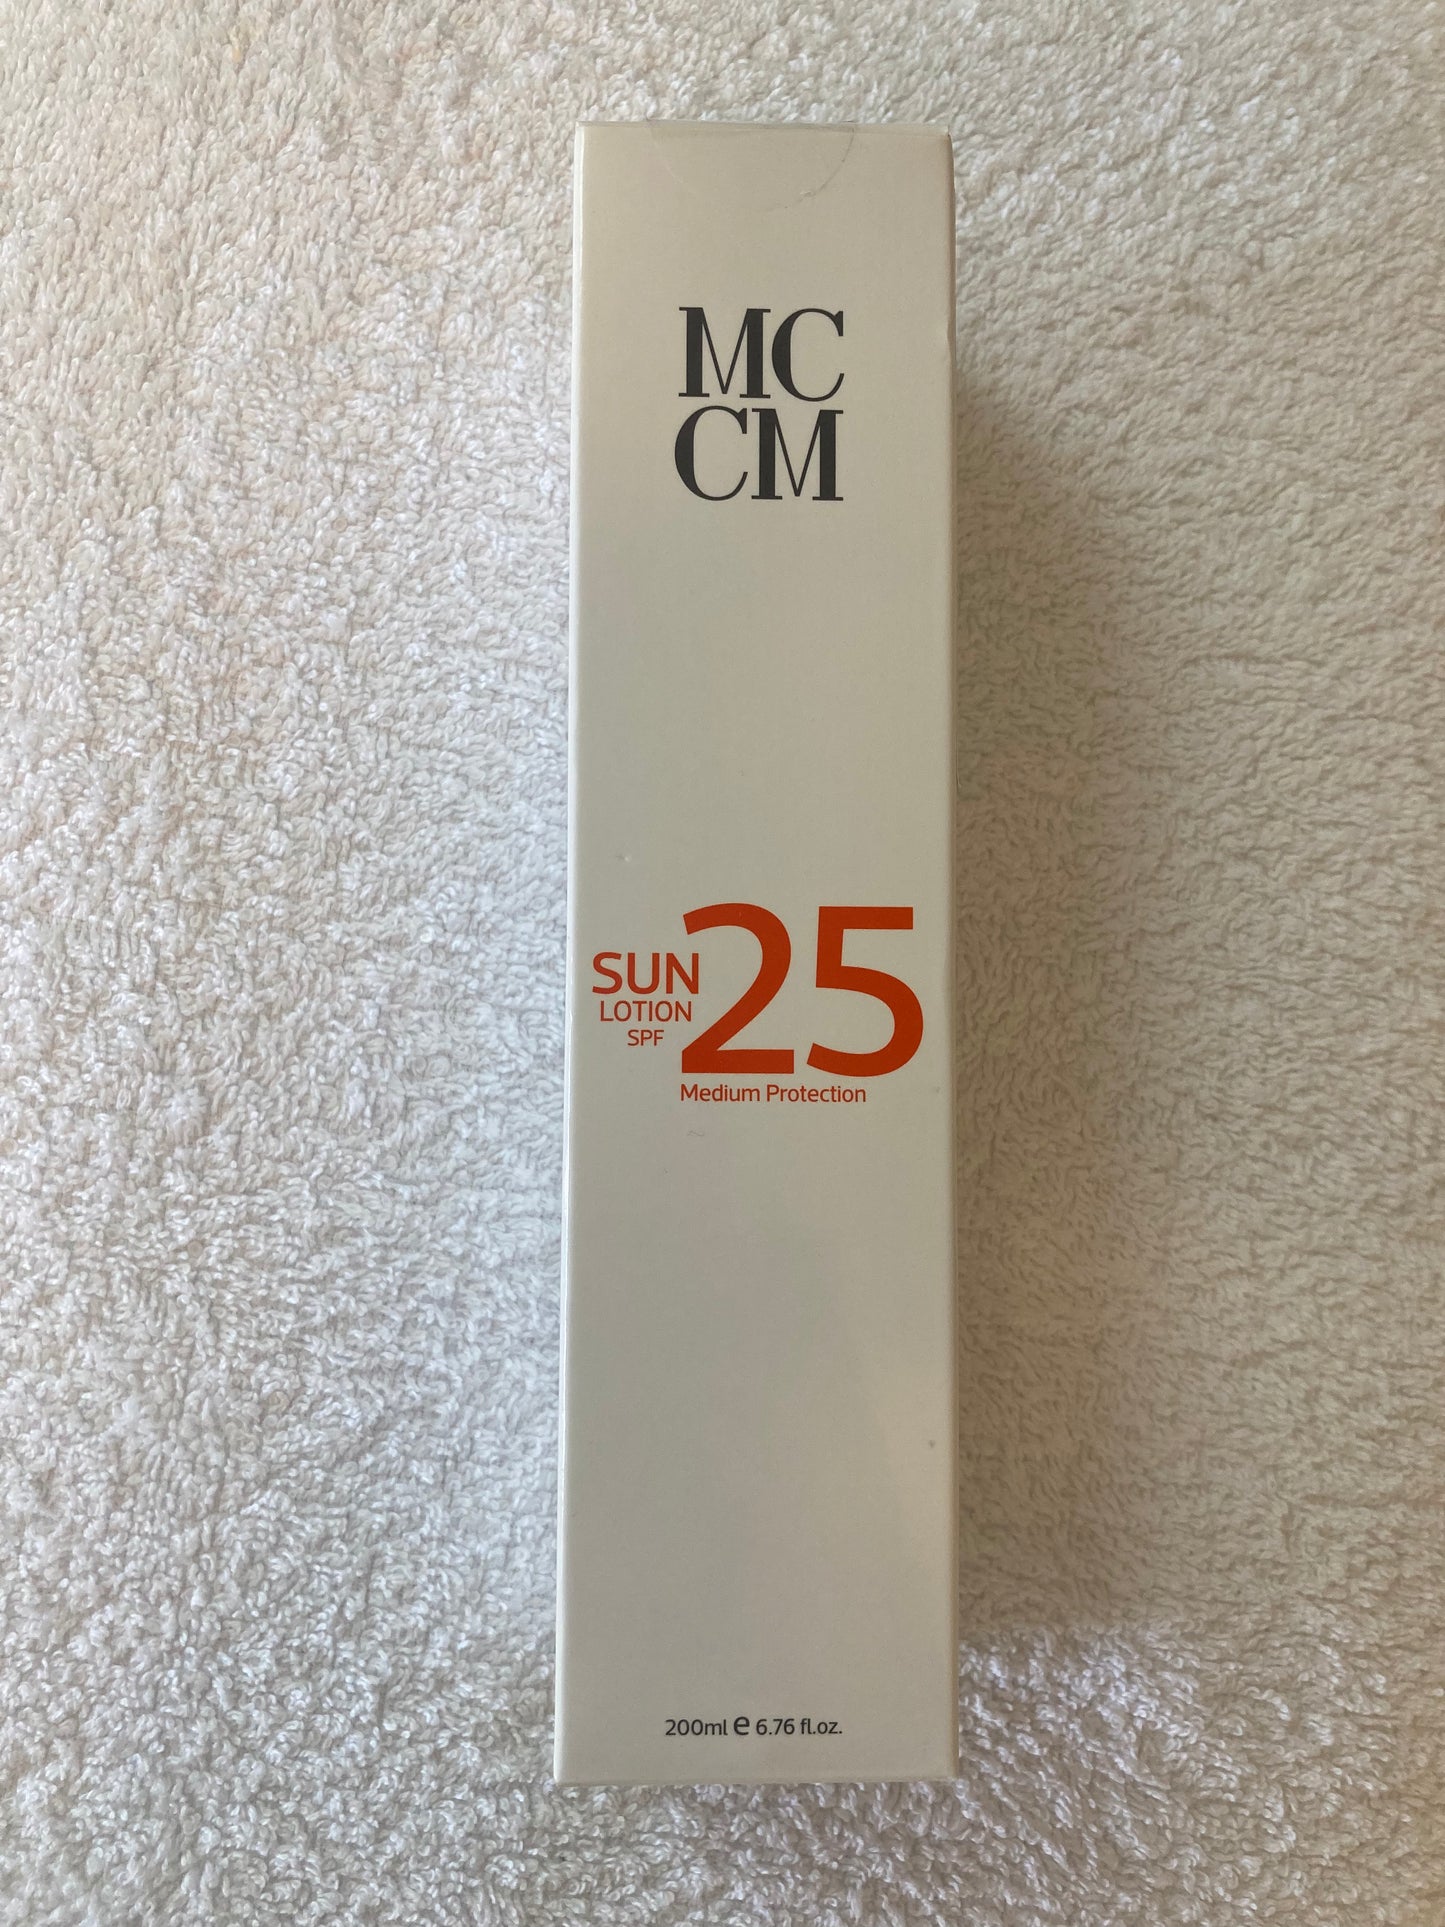 MC
CM
SUN 25
LOTION
SPF
Medium Protection
200ml e 6.76 fl.oz.